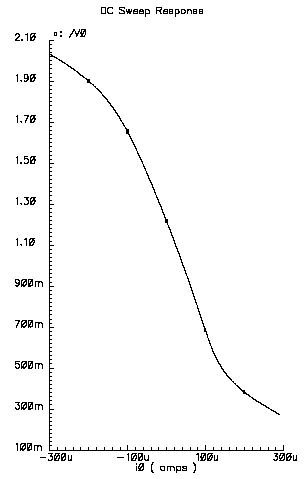 DC Sweep Response
▫: /V0
2.10
1.90
1.70
1.50
1.30
1.10
900m
700m
500m
300m
100m
-300u -100u 100u 300u
i0 ( amps )